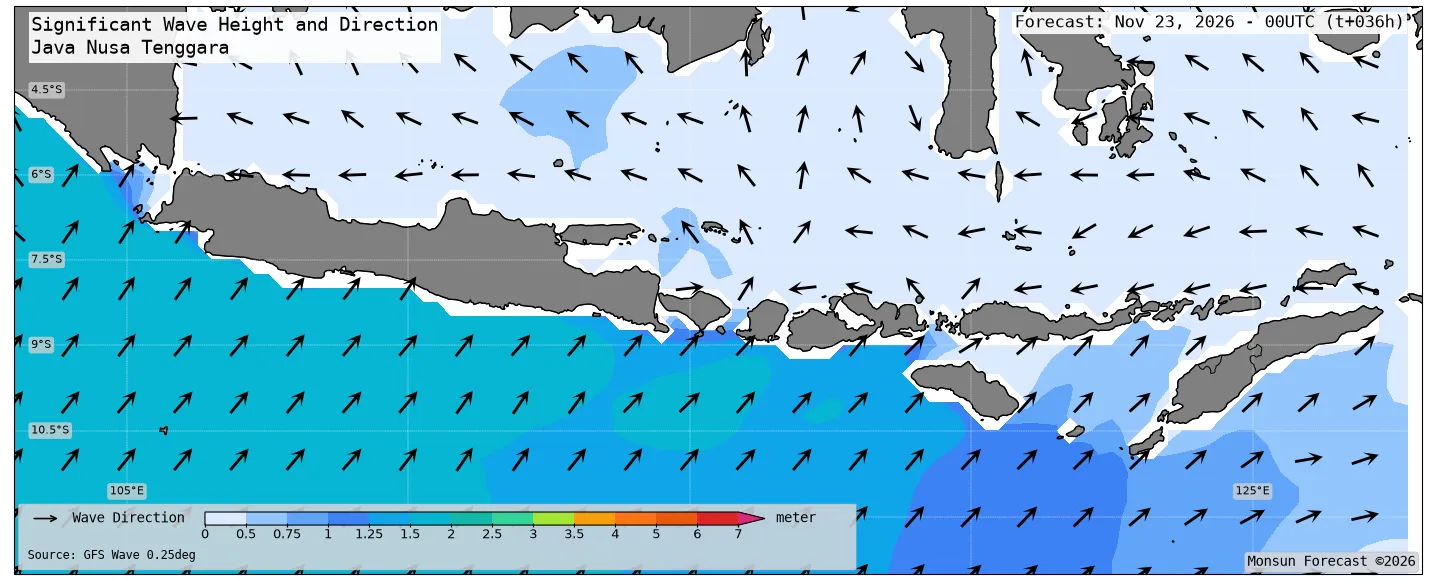 Significant Wave Height and Direction
Java Nusa Tenggara
Forecast: Nov 23, 2026 - 00UTC (t+036h)
4.5°S
6°S
7.5°S
9°S
10.5°S
105°E
125°E
Wave Direction
meter
0 0.5 0.75 1 1.25 1.5 2 2.5 3 3.5 4 5 6 7
Source: GFS Wave 0.25deg
Monsun Forecast ©2026